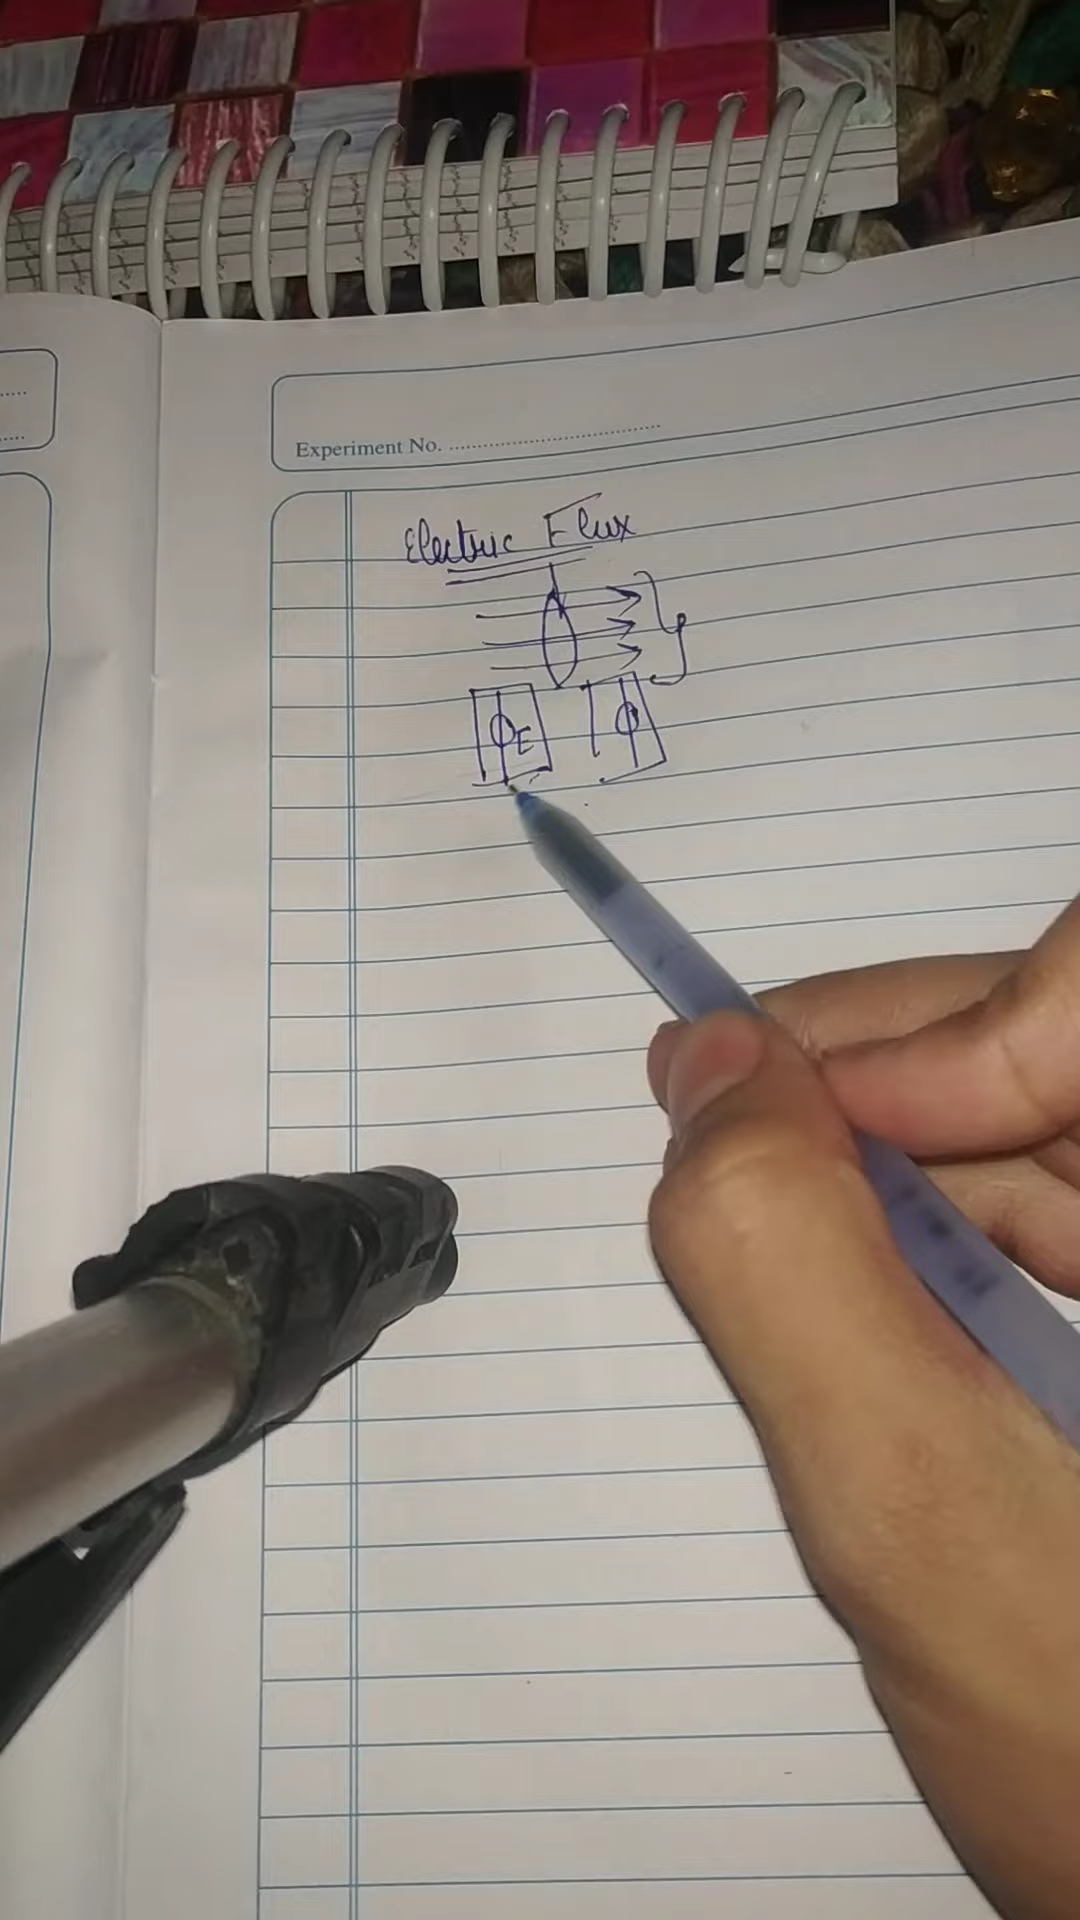 Experiment No. ........................................
Electric Flux
ϕE ϕ